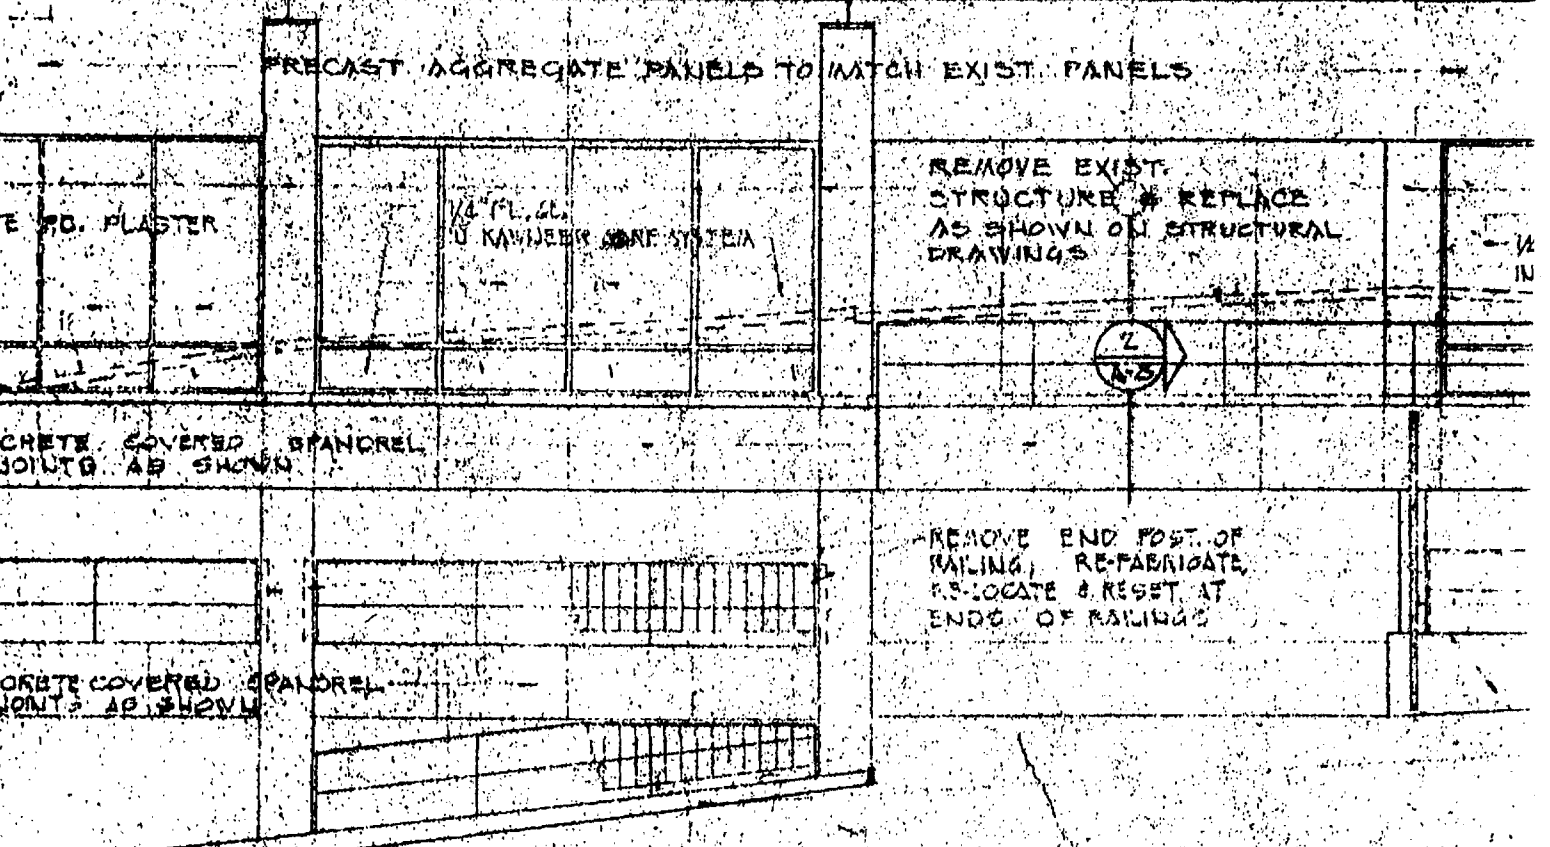 PRECAST AGGREGATE PANELS TO MATCH EXIST. PANELS
REMOVE EXIST.
STRUCTURE & REPLACE
AS SHOWN ON STRUCTURAL
DRAWINGS
PLASTER
1/4" PL. GL.
KAWNEER SYSTEM
IN
2
CRETE COVERED SPANDREL
JOINTS AS SHOWN
REMOVE END POST OF
RAILING, RE-FABRICATE,
RE-LOCATE & RESET AT
ENDS OF RAILINGS
CRETE COVERED SPANDREL
JOINTS AS SHOWN